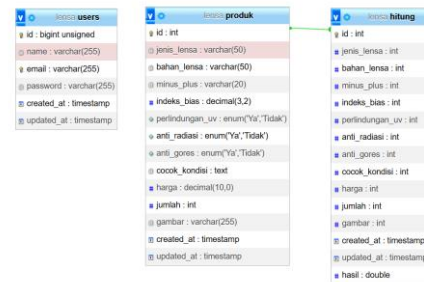 lensa users
id : bigint unsigned
name : varchar(255)
email : varchar(255)
password : varchar(255)
created_at : timestamp
updated_at : timestamp
lensa produk
id : int
jenis_lensa : varchar(50)
bahan_lensa : varchar(50)
minus_plus : varchar(20)
indeks_bias : decimal(3,2)
perlindungan_uv : enum('Ya','Tidak')
anti_radiasi : enum('Ya','Tidak')
anti_gores : enum('Ya','Tidak')
cocok_kondisi : text
harga : decimal(10,0)
jumlah : int
gambar : varchar(255)
created_at : timestamp
updated_at : timestamp
lensa hitung
id : int
jenis_lensa : int
bahan_lensa : int
minus_plus : int
indeks_bias : int
perlindungan_uv : int
anti_radiasi : int
anti_gores : int
cocok_kondisi : int
harga : int
jumlah : int
gambar : int
created_at : timestamp
updated_at : timestamp
hasil : double